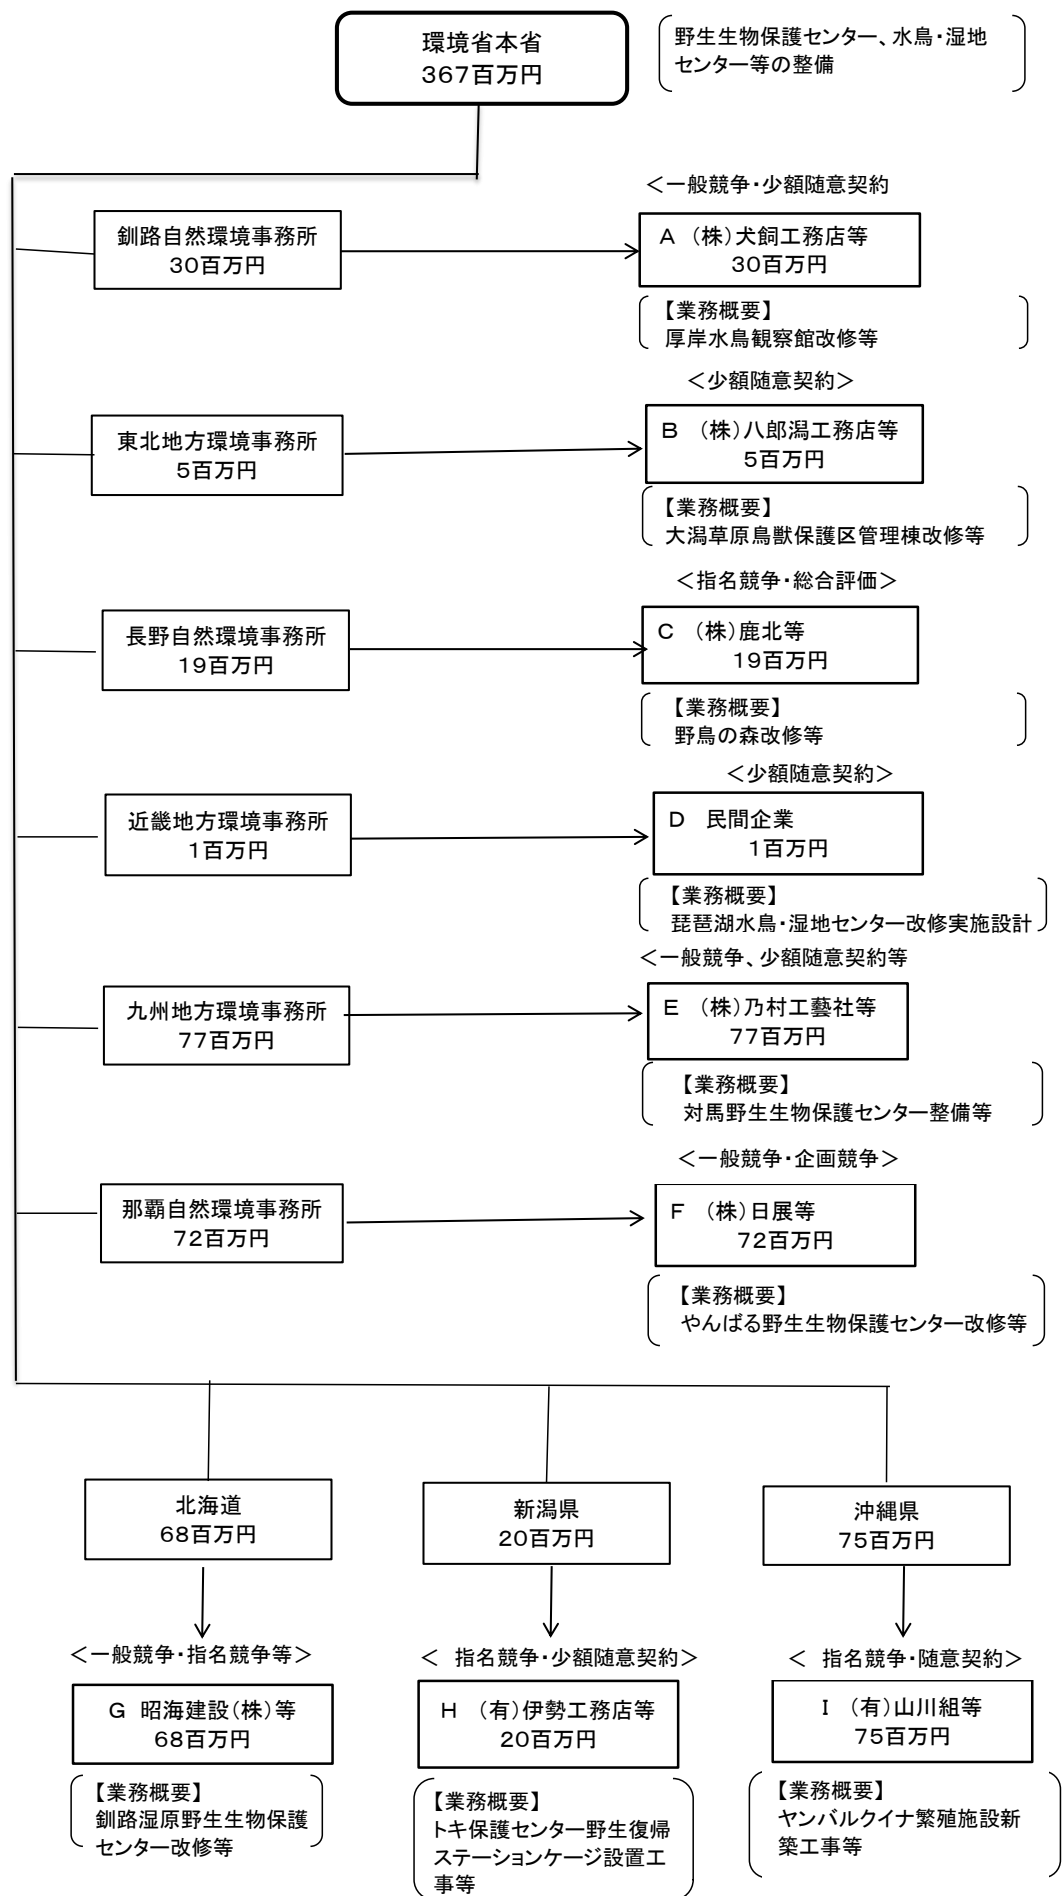 環境省本省
367百万円
野生生物保護センター、水鳥・湿地
センター等の整備
＜一般競争・少額随意契約
釧路自然環境事務所
30百万円
A （株）犬飼工務店等
30百万円
【業務概要】
厚岸水鳥観察館改修等
＜少額随意契約＞
東北地方環境事務所
5百万円
B （株）八郎潟工務店等
5百万円
【業務概要】
大潟草原鳥獣保護区管理棟改修等
＜指名競争・総合評価＞
長野自然環境事務所
19百万円
C （株）鹿北等
19百万円
【業務概要】
野鳥の森改修等
＜少額随意契約＞
近畿地方環境事務所
1百万円
D 民間企業
1百万円
【業務概要】
琵琶湖水鳥・湿地センター改修実施設計
＜一般競争、少額随意契約等
九州地方環境事務所
77百万円
E （株）乃村工藝社等
77百万円
【業務概要】
対馬野生生物保護センター整備等
＜一般競争・企画競争＞
那覇自然環境事務所
72百万円
F （株）日展等
72百万円
【業務概要】
やんばる野生生物保護センター改修等
北海道
68百万円
新潟県
20百万円
沖縄県
75百万円
＜一般競争・指名競争等＞
＜ 指名競争・少額随意契約＞
＜ 指名競争・随意契約＞
G 昭海建設（株）等
68百万円
H （有）伊勢工務店等
20百万円
I （有）山川組等
75百万円
【業務概要】
釧路湿原野生生物保護
センター改修等
【業務概要】
トキ保護センター野生復帰
ステーションケージ設置工
事等
【業務概要】
ヤンバルクイナ繁殖施設新
築工事等